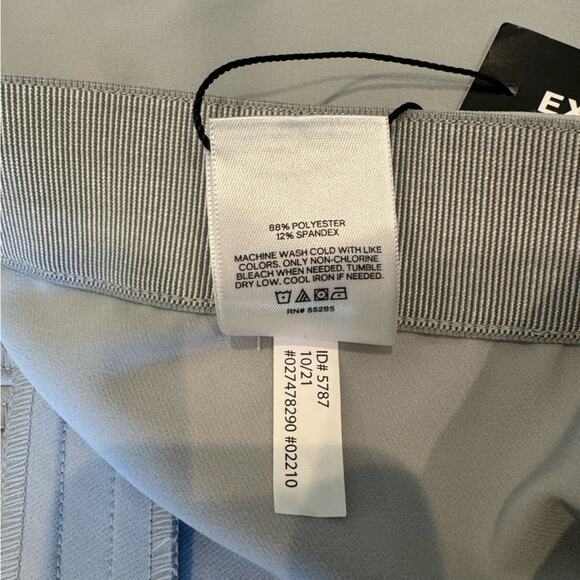 EX
88% POLYESTER
12% SPANDEX
MACHINE WASH COLD WITH LIKE
COLORS. ONLY NON-CHLORINE
BLEACH WHEN NEEDED. TUMBLE
DRY LOW. COOL IRON IF NEEDED.
RN# 55285
ID# 5787
10/21
#027478290 #02210